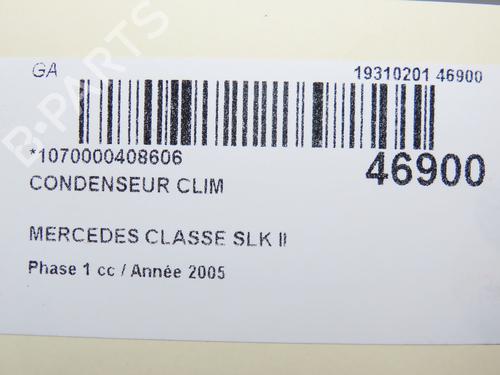 GA
19310201 46900
*1070000408606
46900
CONDENSEUR CLIM
MERCEDES CLASSE SLK II
Phase 1 cc / Année 2005
B-PARTS